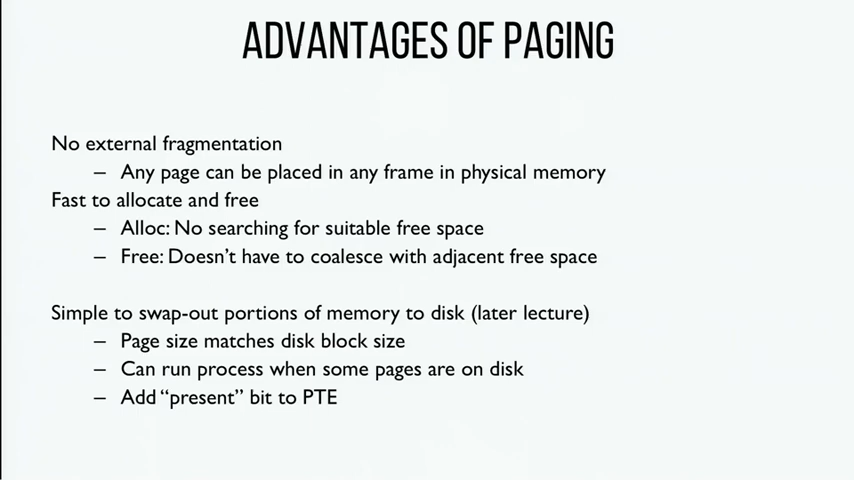 ADVANTAGES OF PAGING
No external fragmentation
– Any page can be placed in any frame in physical memory
Fast to allocate and free
– Alloc: No searching for suitable free space
– Free: Doesn’t have to coalesce with adjacent free space
Simple to swap-out portions of memory to disk (later lecture)
– Page size matches disk block size
– Can run process when some pages are on disk
– Add “present” bit to PTE